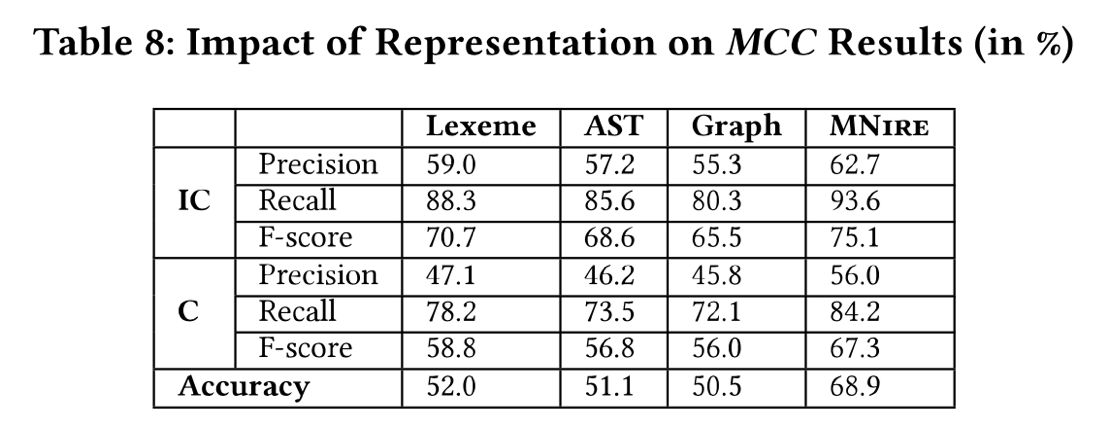 Table 8: Impact of Representation on MCC Results (in %)
Lexeme AST Graph MNIRE
IC Precision 59.0 57.2 55.3 62.7
Recall 88.3 85.6 80.3 93.6
F-score 70.7 68.6 65.5 75.1
C Precision 47.1 46.2 45.8 56.0
Recall 78.2 73.5 72.1 84.2
F-score 58.8 56.8 56.0 67.3
Accuracy 52.0 51.1 50.5 68.9